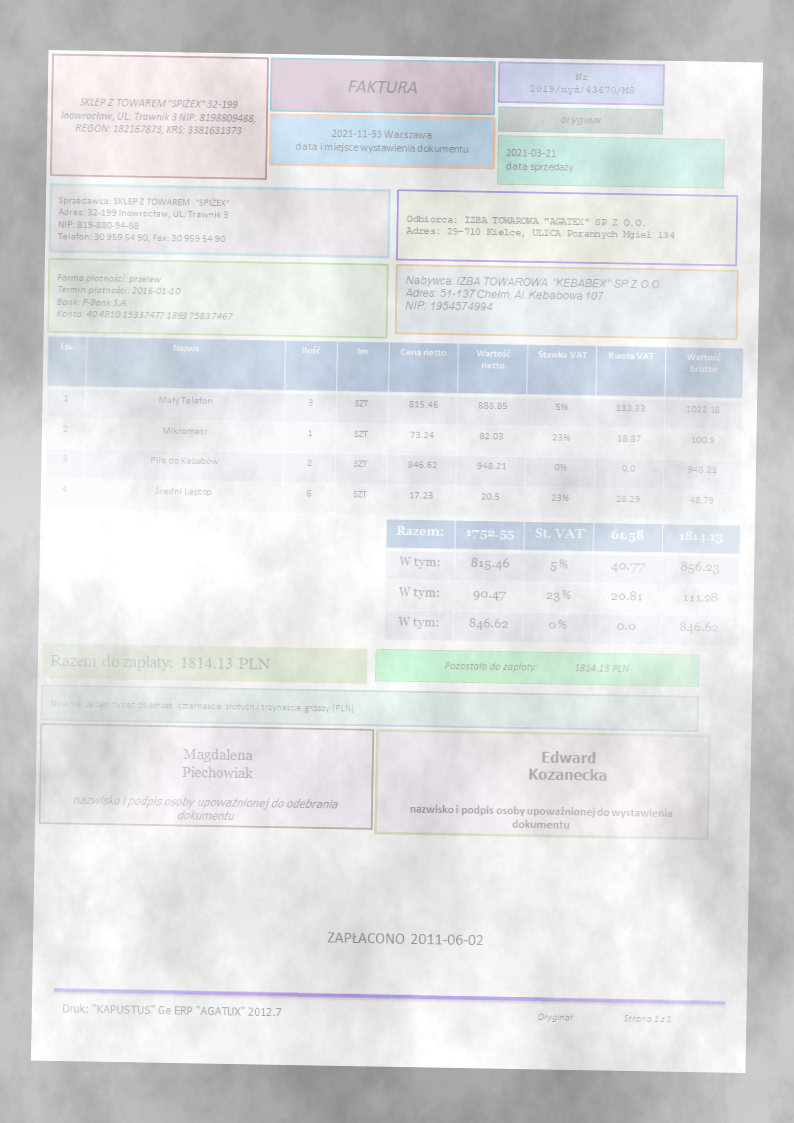 SKLEP Z TOWAREM "SPIŻEX" 32-199
Inowrocław, UL. Trawnik 3 NIP: 8198809488,
REGON: 182167873, KRS: 3381631373
FAKTURA
2021-11-33 Warszawa
data i miejsce wystawienia dokumentu
Nr
2019/nyż/43670/MŚ
oryginał
2021-03-21
data sprzedaży
Sprzedawca: SKLEP Z TOWAREM "SPIŻEX"
Adres: 32-199 Inowrocław, UL. Trawnik 3
NIP: 819-880-94-88
Telefon: 30 959 54 90, Fax: 30 959 54 90
Odbiorca: IZBA TOWAROWA "AGATEX" SP Z O.O.
Adres: 29-710 Kielce, ULICA Porannych Mgieł 134
Forma płatności: przelew
Termin płatności: 2016-01-10
Bank: P-Bank S.A.
Konto: 40 4810 15337477 1893 75837467
Nabywca: IZBA TOWAROWA "KEBABEX" SP Z O.O.
Adres: 51-137 Chełm, Al. Kebabowa 107
NIP: 1954574994
Lp. Nazwa Ilość Jm Cena netto Wartość netto Stawka VAT Kwota VAT Wartość brutto
1 Mały Telefon 3 SZT 815.46 888.85 5% 133.33 1022.18
2 Mikrometr 1 SZT 73.24 82.03 23% 18.87 100.9
3 Piła do Kebabów 2 SZT 846.62 948.21 0% 0.0 948.21
4 Średni Laptop 6 SZT 17.23 20.5 23% 28.29 48.79
Razem: 1752.55 St. VAT 61.58 1814.13
W tym: 815.46 5% 40.77 856.23
W tym: 90.47 23% 20.81 111.28
W tym: 846.62 0% 0.0 846.62
Razem do zapłaty: 1814.13 PLN
Pozostało do zapłaty: 1814.13 PLN
Słownie: Jeden tysiąc osiemset czternaście złotych i trzynaście groszy (PLN)
Magdalena
Piechowiak
nazwisko i podpis osoby upoważnionej do odebrania
dokumentu
Edward
Kozanecka
nazwisko i podpis osoby upoważnionej do wystawienia
dokumentu
ZAPŁACONO 2011-06-02
Druk: "KAPUSTUS" Ge ERP "AGATUX" 2012.7
Oryginał Strona 1 z 1